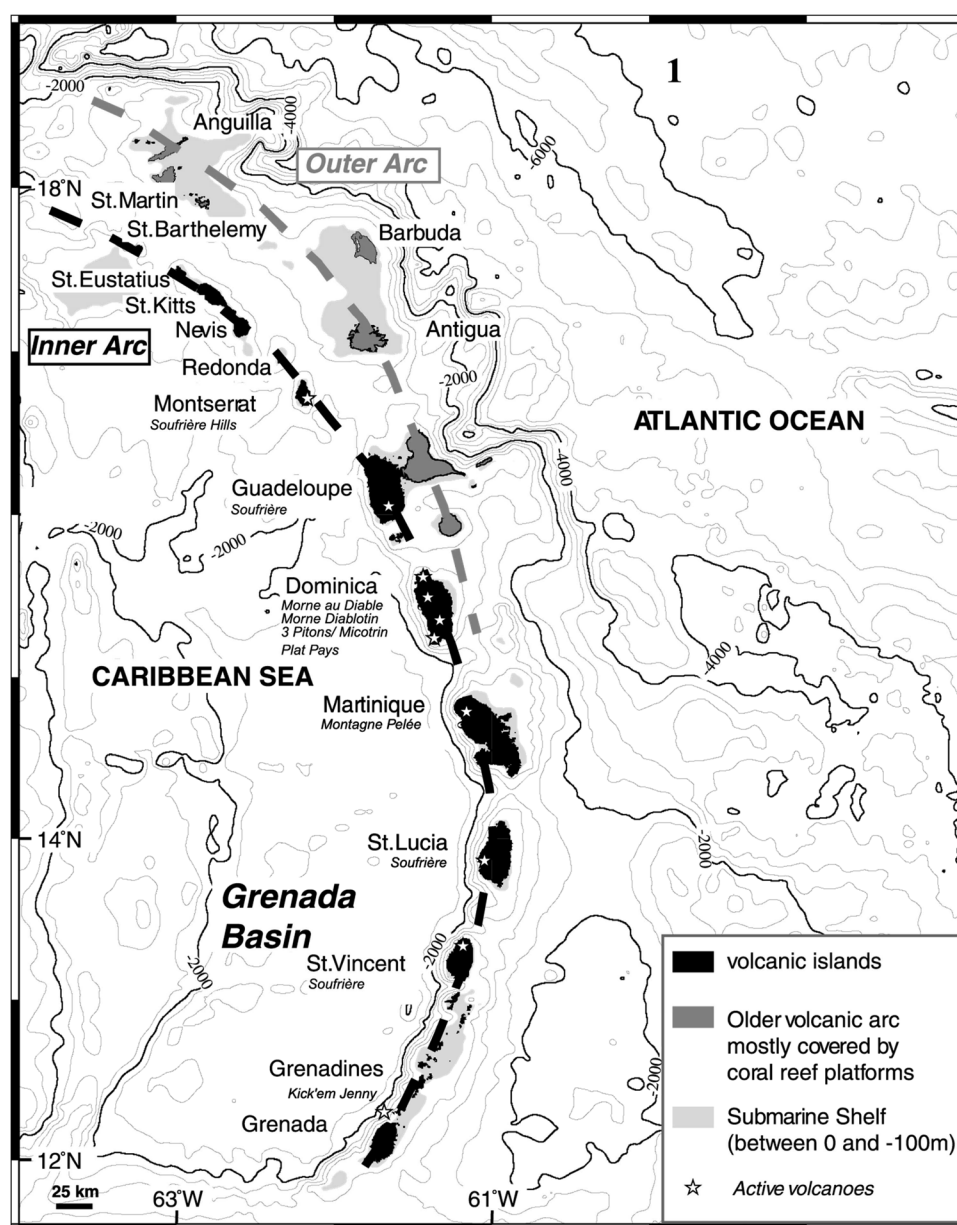 1
-2000
-4000
Anguilla
Outer Arc
-6000
18˚N
St.Martin
St.Barthelemy
Barbuda
St.Eustatius
St.Kitts
Nevis
Antigua
Inner Arc
Redonda
-2000
Montserrat
Soufrière Hills
ATLANTIC OCEAN
-4000
Guadeloupe
Soufrière
-2000
-2000
Dominica
Morne au Diable
Morne Diablotin
3 Pitons/ Micotrin
Plat Pays
-4000
CARIBBEAN SEA
Martinique
Montagne Pelée
14˚N
St.Lucia
Soufrière
-2000
Grenada
Basin
-2000
-2000
St.Vincent
Soufrière
Grenadines
Kick'em Jenny
Grenada
-2000
12˚N
25 km
63˚W
61˚W
volcanic islands
Older volcanic arc
mostly covered by
coral reef platforms
Submarine Shelf
(between 0 and -100m)
Active volcanoes